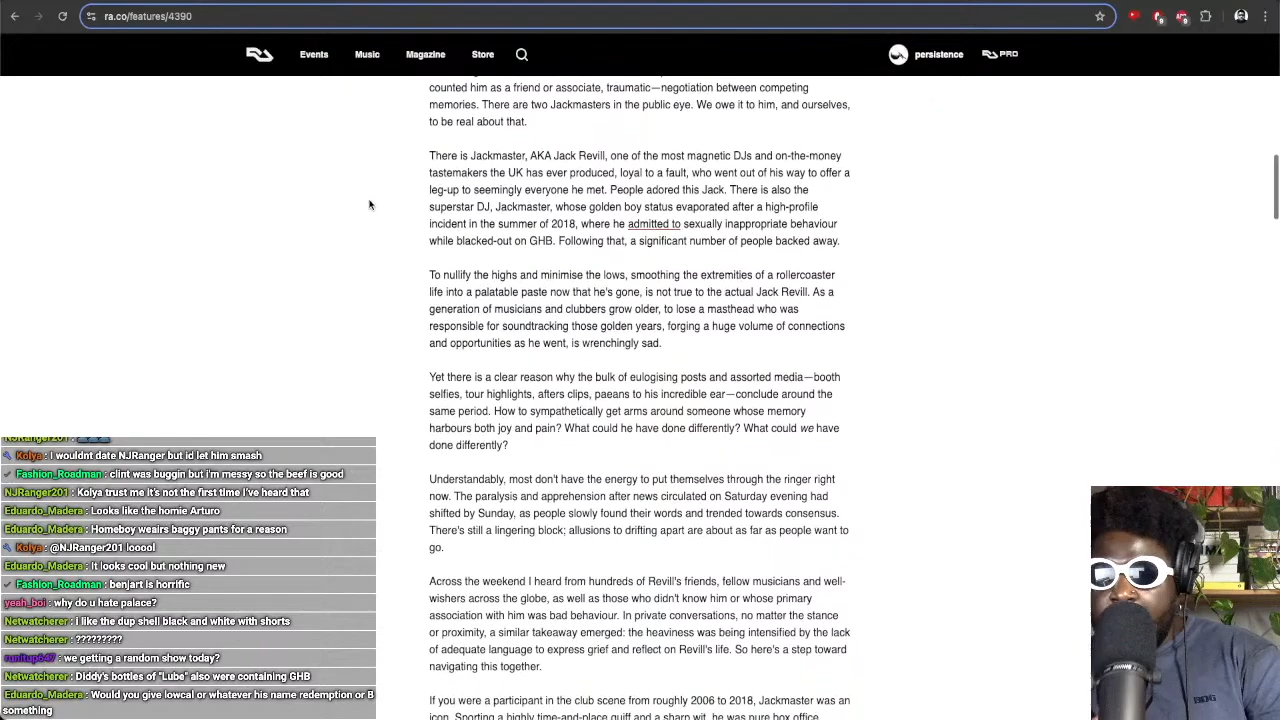 ra.co/features/4390
Events Music Magazine Store persistence PRO
counted him as a friend or associate, traumatic—negotiation between competing
memories. There are two Jackmasters in the public eye. We owe it to him, and ourselves,
to be real about that.
There is Jackmaster, AKA Jack Revill, one of the most magnetic DJs and on-the-money
tastemakers the UK has ever produced, loyal to a fault, who went out of his way to offer a
leg-up to seemingly everyone he met. People adored this Jack. There is also the
superstar DJ, Jackmaster, whose golden boy status evaporated after a high-profile
incident in the summer of 2018, where he admitted to sexually inappropriate behaviour
while blacked-out on GHB. Following that, a significant number of people backed away.
To nullify the highs and minimise the lows, smoothing the extremities of a rollercoaster
life into a palatable paste now that he's gone, is not true to the actual Jack Revill. As a
generation of musicians and clubbers grow older, to lose a masthead who was
responsible for soundtracking those golden years, forging a huge volume of connections
and opportunities as he went, is wrenchingly sad.
Yet there is a clear reason why the bulk of eulogising posts and assorted media—booth
selfies, tour highlights, afters clips, paeans to his incredible ear—conclude around the
same period. How to sympathetically get arms around someone whose memory
harbours both joy and pain? What could he have done differently? What could we have
done differently?
Understandably, most don't have the energy to put themselves through the ringer right
now. The paralysis and apprehension after news circulated on Saturday evening had
shifted by Sunday, as people slowly found their words and trended towards consensus.
There's still a lingering block; allusions to drifting apart are about as far as people want to
go.
Across the weekend I heard from hundreds of Revill's friends, fellow musicians and well-
wishers across the globe, as well as those who didn't know him or whose primary
association with him was bad behaviour. In private conversations, no matter the stance
or proximity, a similar takeaway emerged: the heaviness was being intensified by the lack
of adequate language to express grief and reflect on Revill's life. So here's a step toward
navigating this together.
If you were a participant in the club scene from roughly 2006 to 2018, Jackmaster was an
icon. Sporting a highly time-and-place quiff and a sharp wit, he was pure box office
NJRanger201 :
Kolya : I wouldnt date NJRanger but id let him smash
Fashion_Roadman : clint was buggin but i'm messy so the beef is good
NJRanger201 : Kolya trust me it's not the first time I've heard that
Eduardo_Madera : Looks like the homie Arturo
Eduardo_Madera : Homeboy wears baggy pants for a reason
Kolya : @NJRanger201 looool
Eduardo_Madera : It looks cool but nothing new
Fashion_Roadman : benjart is horrific
yeah_boi : why do u hate palace?
Netwatcherer : i like the dup shell black and white with shorts
Netwatcherer : ?????????
runitup647 : we getting a random show today?
Netwatcherer : Diddy's bottles of "Lube" also were containing GHB
Eduardo_Madera : Would you give lowcal or whatever his name redemption or B
something